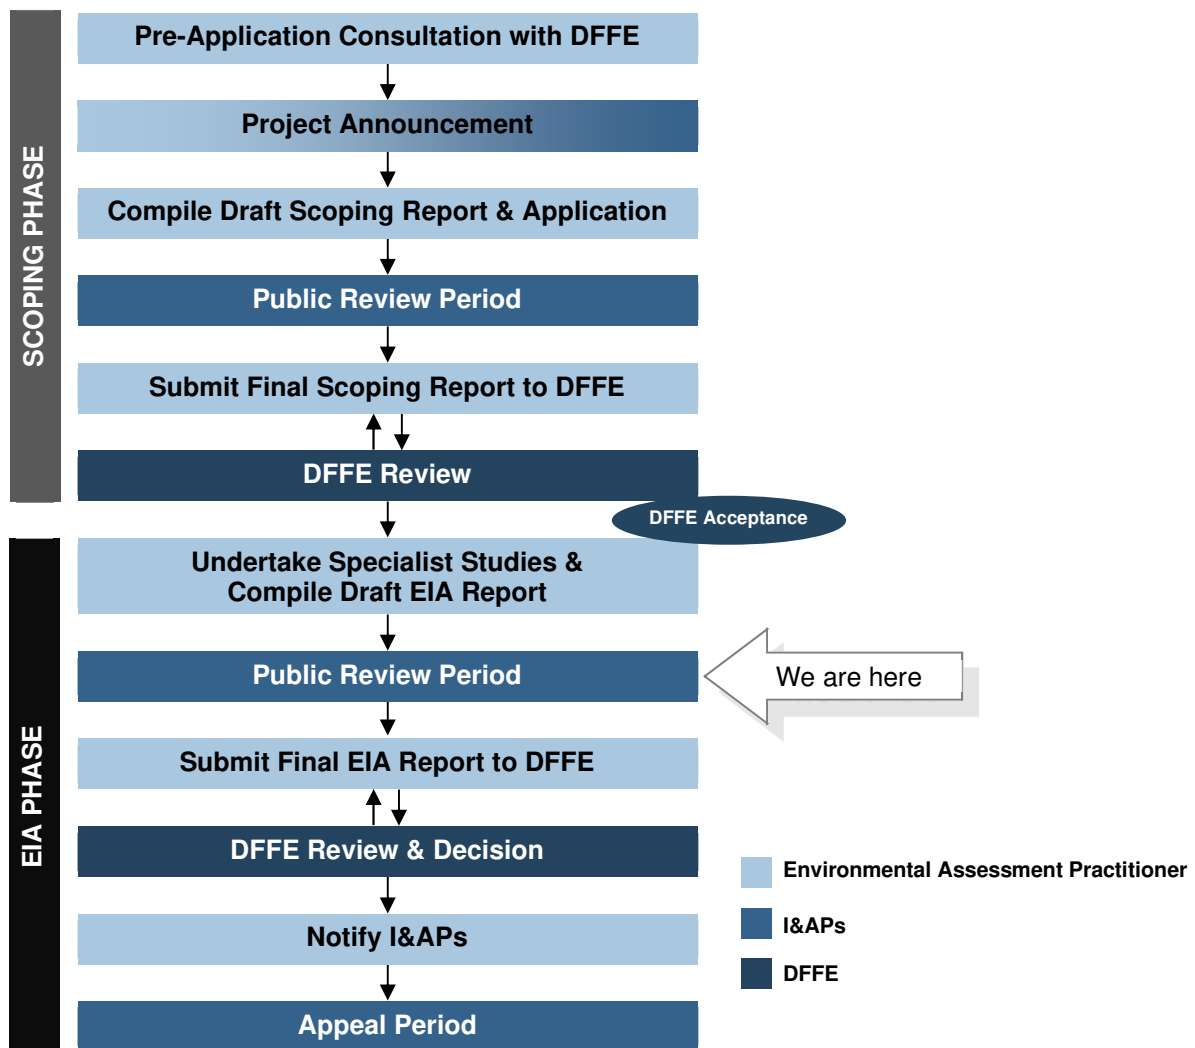 SCOPING PHASE
Pre-Application Consultation with DFFE
Project Announcement
Compile Draft Scoping Report & Application
Public Review Period
Submit Final Scoping Report to DFFE
DFFE Review
DFFE Acceptance
EIA PHASE
Undertake Specialist Studies &
Compile Draft EIA Report
Public Review Period
We are here
Submit Final EIA Report to DFFE
DFFE Review & Decision
Notify I&APs
Appeal Period
Environmental Assessment Practitioner
I&APs
DFFE